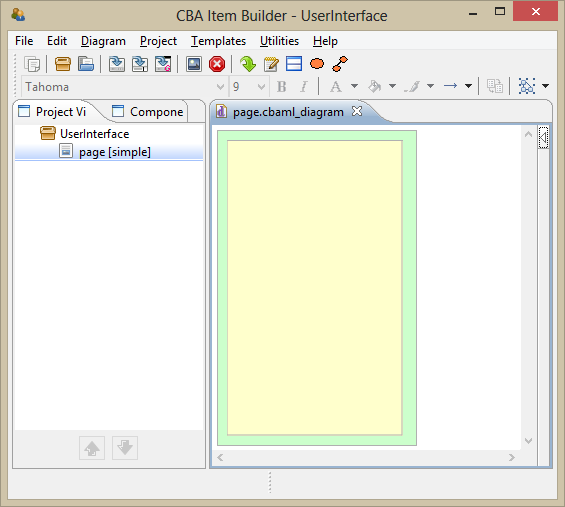 CBA Item Builder - UserInterface
File Edit Diagram Project Templates Utilities Help
Tahoma 9 B I A
Project Vi Compone page.cbaml_diagram
UserInterface
page [simple]